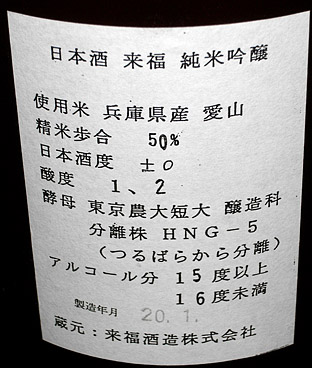 日本酒 来福 純米吟醸
使用米 兵庫県産 愛山
精米歩合 50%
日本酒度 ±0
酸度 1、2
酵母 東京農大短大 醸造科
分離株 HNG-5
(つるばらから分離)
アルコール分 15度以上
16度未満
製造年月 20.1.
蔵元:来福酒造株式会社